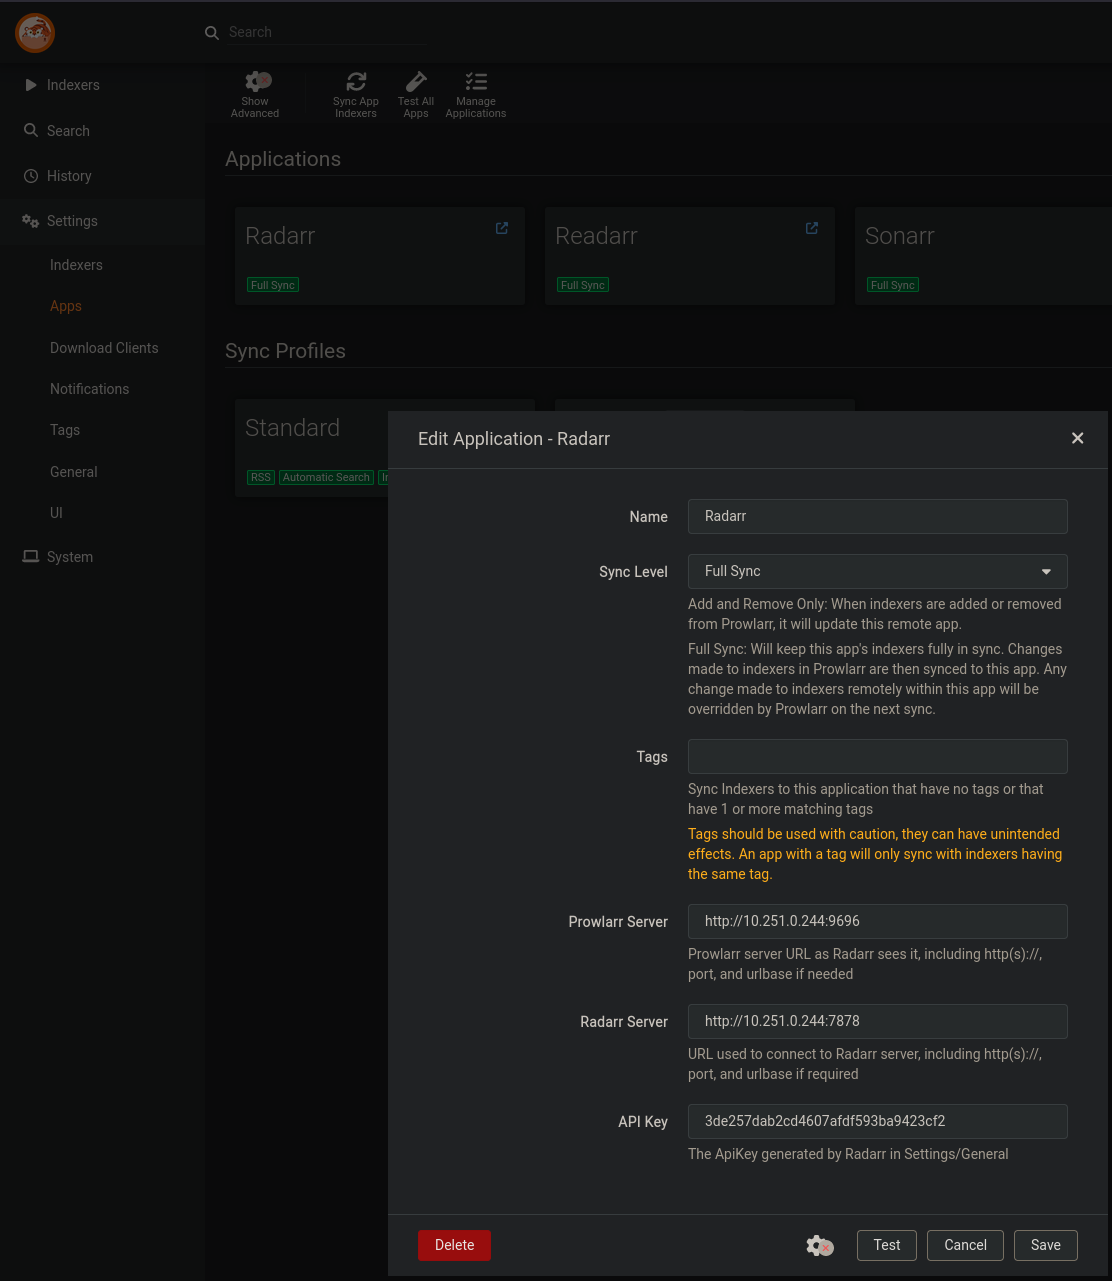 Search
Indexers
Search
History
Settings
Indexers
Apps
Download Clients
Notifications
Tags
General
UI
System
Show
Advanced
Sync App
Indexers
Test All
Apps
Manage
Applications
Applications
Radarr
Full Sync
Readarr
Full Sync
Sonarr
Full Sync
Sync Profiles
Standard
RSS Automatic Search
Edit Application - Radarr
Name Radarr
Sync Level Full Sync
Add and Remove Only: When indexers are added or removed
from Prowlarr, it will update this remote app.
Full Sync: Will keep this app's indexers fully in sync. Changes
made to indexers in Prowlarr are then synced to this app. Any
change made to indexers remotely within this app will be
overridden by Prowlarr on the next sync.
Tags
Sync Indexers to this application that have no tags or that
have 1 or more matching tags
Tags should be used with caution, they can have unintended
effects. An app with a tag will only sync with indexers having
the same tag.
Prowlarr Server http://10.251.0.244:9696
Prowlarr server URL as Radarr sees it, including http(s)://,
port, and urlbase if needed
Radarr Server http://10.251.0.244:7878
URL used to connect to Radarr server, including http(s)://,
port, and urlbase if required
API Key 3de257dab2cd4607afdf593ba9423cf2
The ApiKey generated by Radarr in Settings/General
Delete Test Cancel Save